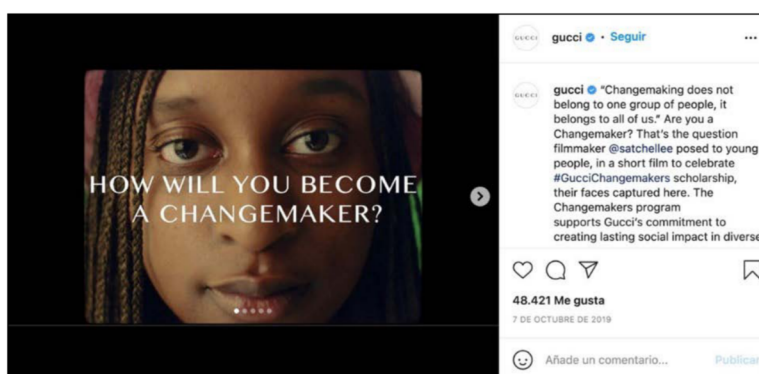 HOW WILL YOU BECOME
A CHANGEMAKER?
GUCCI
gucci • Seguir
GUCCI
gucci "Changemaking does not
belong to one group of people, it
belongs to all of us." Are you a
Changemaker? That's the question
filmmaker @satchellee posed to young
people, in a short film to celebrate
#GucciChangemakers scholarship,
their faces captured here. The
Changemakers program
supports Gucci's commitment to
creating lasting social impact in diverse
48.421 Me gusta
7 DE OCTUBRE DE 2019
Añade un comentario...
Publicar